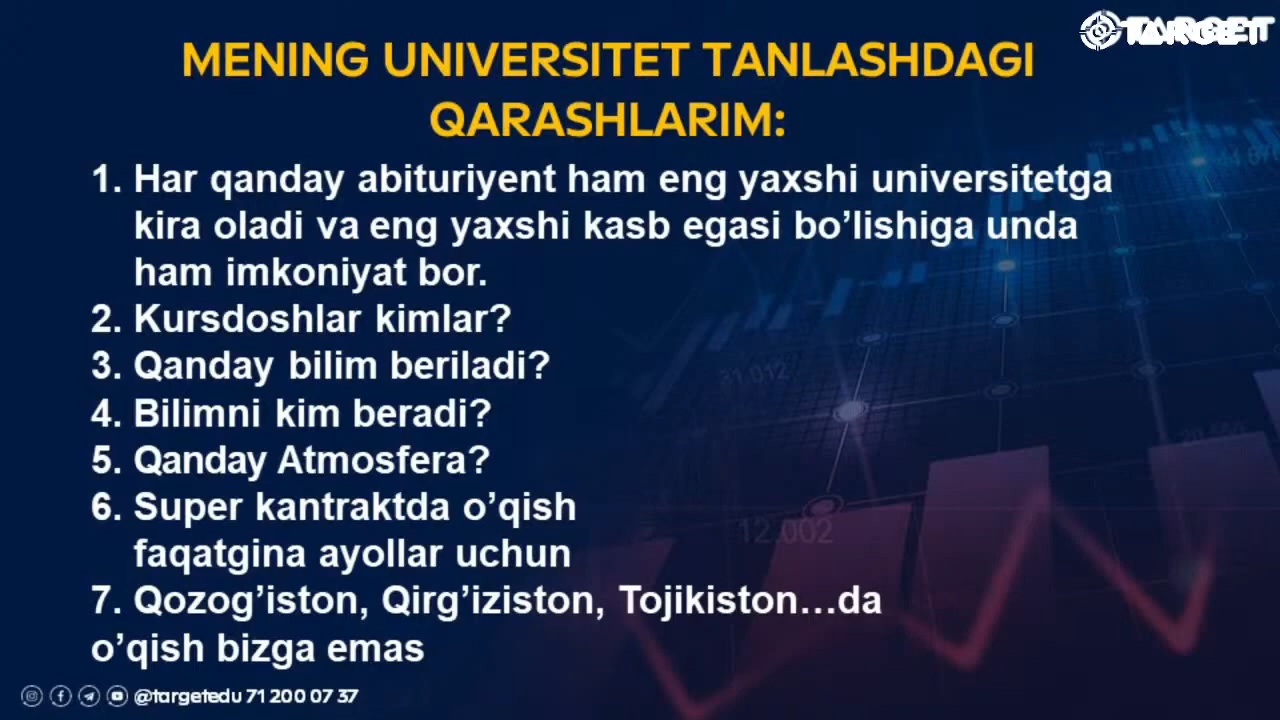 TARGET
MENING UNIVERSITET TANLASHDAGI
QARASHLARIM:
1. Har qanday abituriyent ham eng yaxshi universitetga
kira oladi va eng yaxshi kasb egasi bo’lishiga unda
ham imkoniyat bor.
2. Kursdoshlar kimlar?
3. Qanday bilim beriladi?
4. Bilimni kim beradi?
5. Qanday Atmosfera?
6. Super kantraktda o’qish
faqatgina ayollar uchun
7. Qozog’iston, Qirg’iziston, Tojikiston...da
o’qish bizga emas
12.002
@targetedu 71 200 07 37